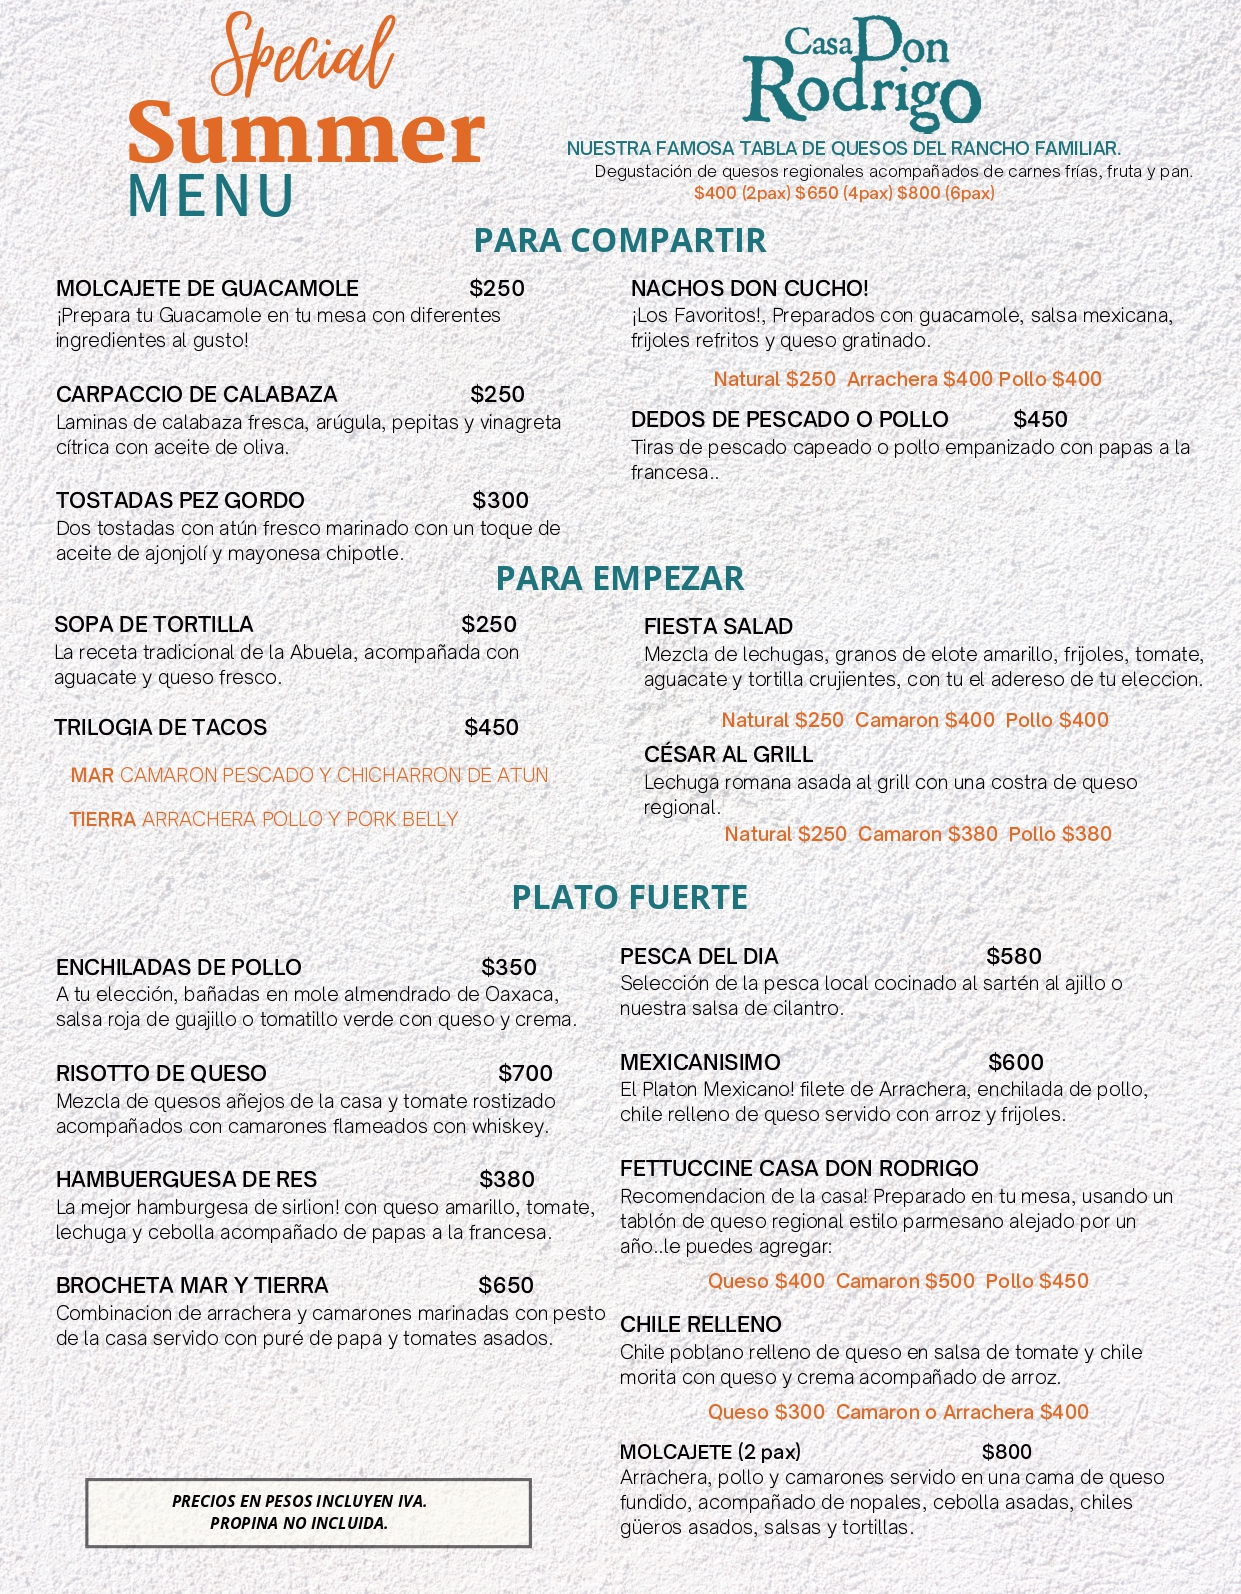 Special
Summer
MENU
Casa Don
Rodrigo
NUESTRA FAMOSA TABLA DE QUESOS DEL RANCHO FAMILIAR.
Degustación de quesos regionales acompañados de carnes frías, fruta y pan.
$400 (2pax) $650 (4pax) $800 (6pax)
PARA COMPARTIR
MOLCAJETE DE GUACAMOLE $250
¡Prepara tu Guacamole en tu mesa con diferentes
ingredientes al gusto!
CARPACCIO DE CALABAZA $250
Laminas de calabaza fresca, arúgula, pepitas y vinagreta
cítrica con aceite de oliva.
TOSTADAS PEZ GORDO $300
Dos tostadas con atún fresco marinado con un toque de
aceite de ajonjolí y mayonesa chipotle.
NACHOS DON CUCHO!
¡Los Favoritos!, Preparados con guacamole, salsa mexicana,
frijoles refritos y queso gratinado.
Natural $250 Arrachera $400 Pollo $400
DEDOS DE PESCADO O POLLO $450
Tiras de pescado capeado o pollo empanizado con papas a la
francesa..
PARA EMPEZAR
SOPA DE TORTILLA $250
La receta tradicional de la Abuela, acompañada con
aguacate y queso fresco.
TRILOGIA DE TACOS $450
MAR CAMARON PESCADO Y CHICHARRON DE ATUN
TIERRA ARRACHERA POLLO Y PORK BELLY
FIESTA SALAD
Mezcla de lechugas, granos de elote amarillo, frijoles, tomate,
aguacate y tortilla crujientes, con tu el adereso de tu eleccion.
Natural $250 Camaron $400 Pollo $400
CÉSAR AL GRILL
Lechuga romana asada al grill con una costra de queso
regional.
Natural $250 Camaron $380 Pollo $380
PLATO FUERTE
ENCHILADAS DE POLLO $350
A tu elección, bañadas en mole almendrado de Oaxaca,
salsa roja de guajillo o tomatillo verde con queso y crema.
RISOTTO DE QUESO $700
Mezcla de quesos añejos de la casa y tomate rostizado
acompañados con camarones flameados con whiskey.
HAMBUERGUESA DE RES $380
La mejor hamburgesa de sirlion! con queso amarillo, tomate,
lechuga y cebolla acompañado de papas a la francesa.
BROCHETA MAR Y TIERRA $650
Combinacion de arrachera y camarones marinadas con pesto
de la casa servido con puré de papa y tomates asados.
PRECIOS EN PESOS INCLUYEN IVA.
PROPINA NO INCLUIDA.
PESCA DEL DIA $580
Selección de la pesca local cocinado al sartén al ajillo o
nuestra salsa de cilantro.
MEXICANISIMO $600
El Platon Mexicano! filete de Arrachera, enchilada de pollo,
chile relleno de queso servido con arroz y frijoles.
FETTUCCINE CASA DON RODRIGO
Recomendacion de la casa! Preparado en tu mesa, usando un
tablón de queso regional estilo parmesano alejado por un
año..le puedes agregar:
Queso $400 Camaron $500 Pollo $450
CHILE RELLENO
Chile poblano relleno de queso en salsa de tomate y chile
morita con queso y crema acompañado de arroz.
Queso $300 Camaron o Arrachera $400
MOLCAJETE (2 pax) $800
Arrachera, pollo y camarones servido en una cama de queso
fundido, acompañado de nopales, cebolla asadas, chiles
güeros asados, salsas y tortillas.